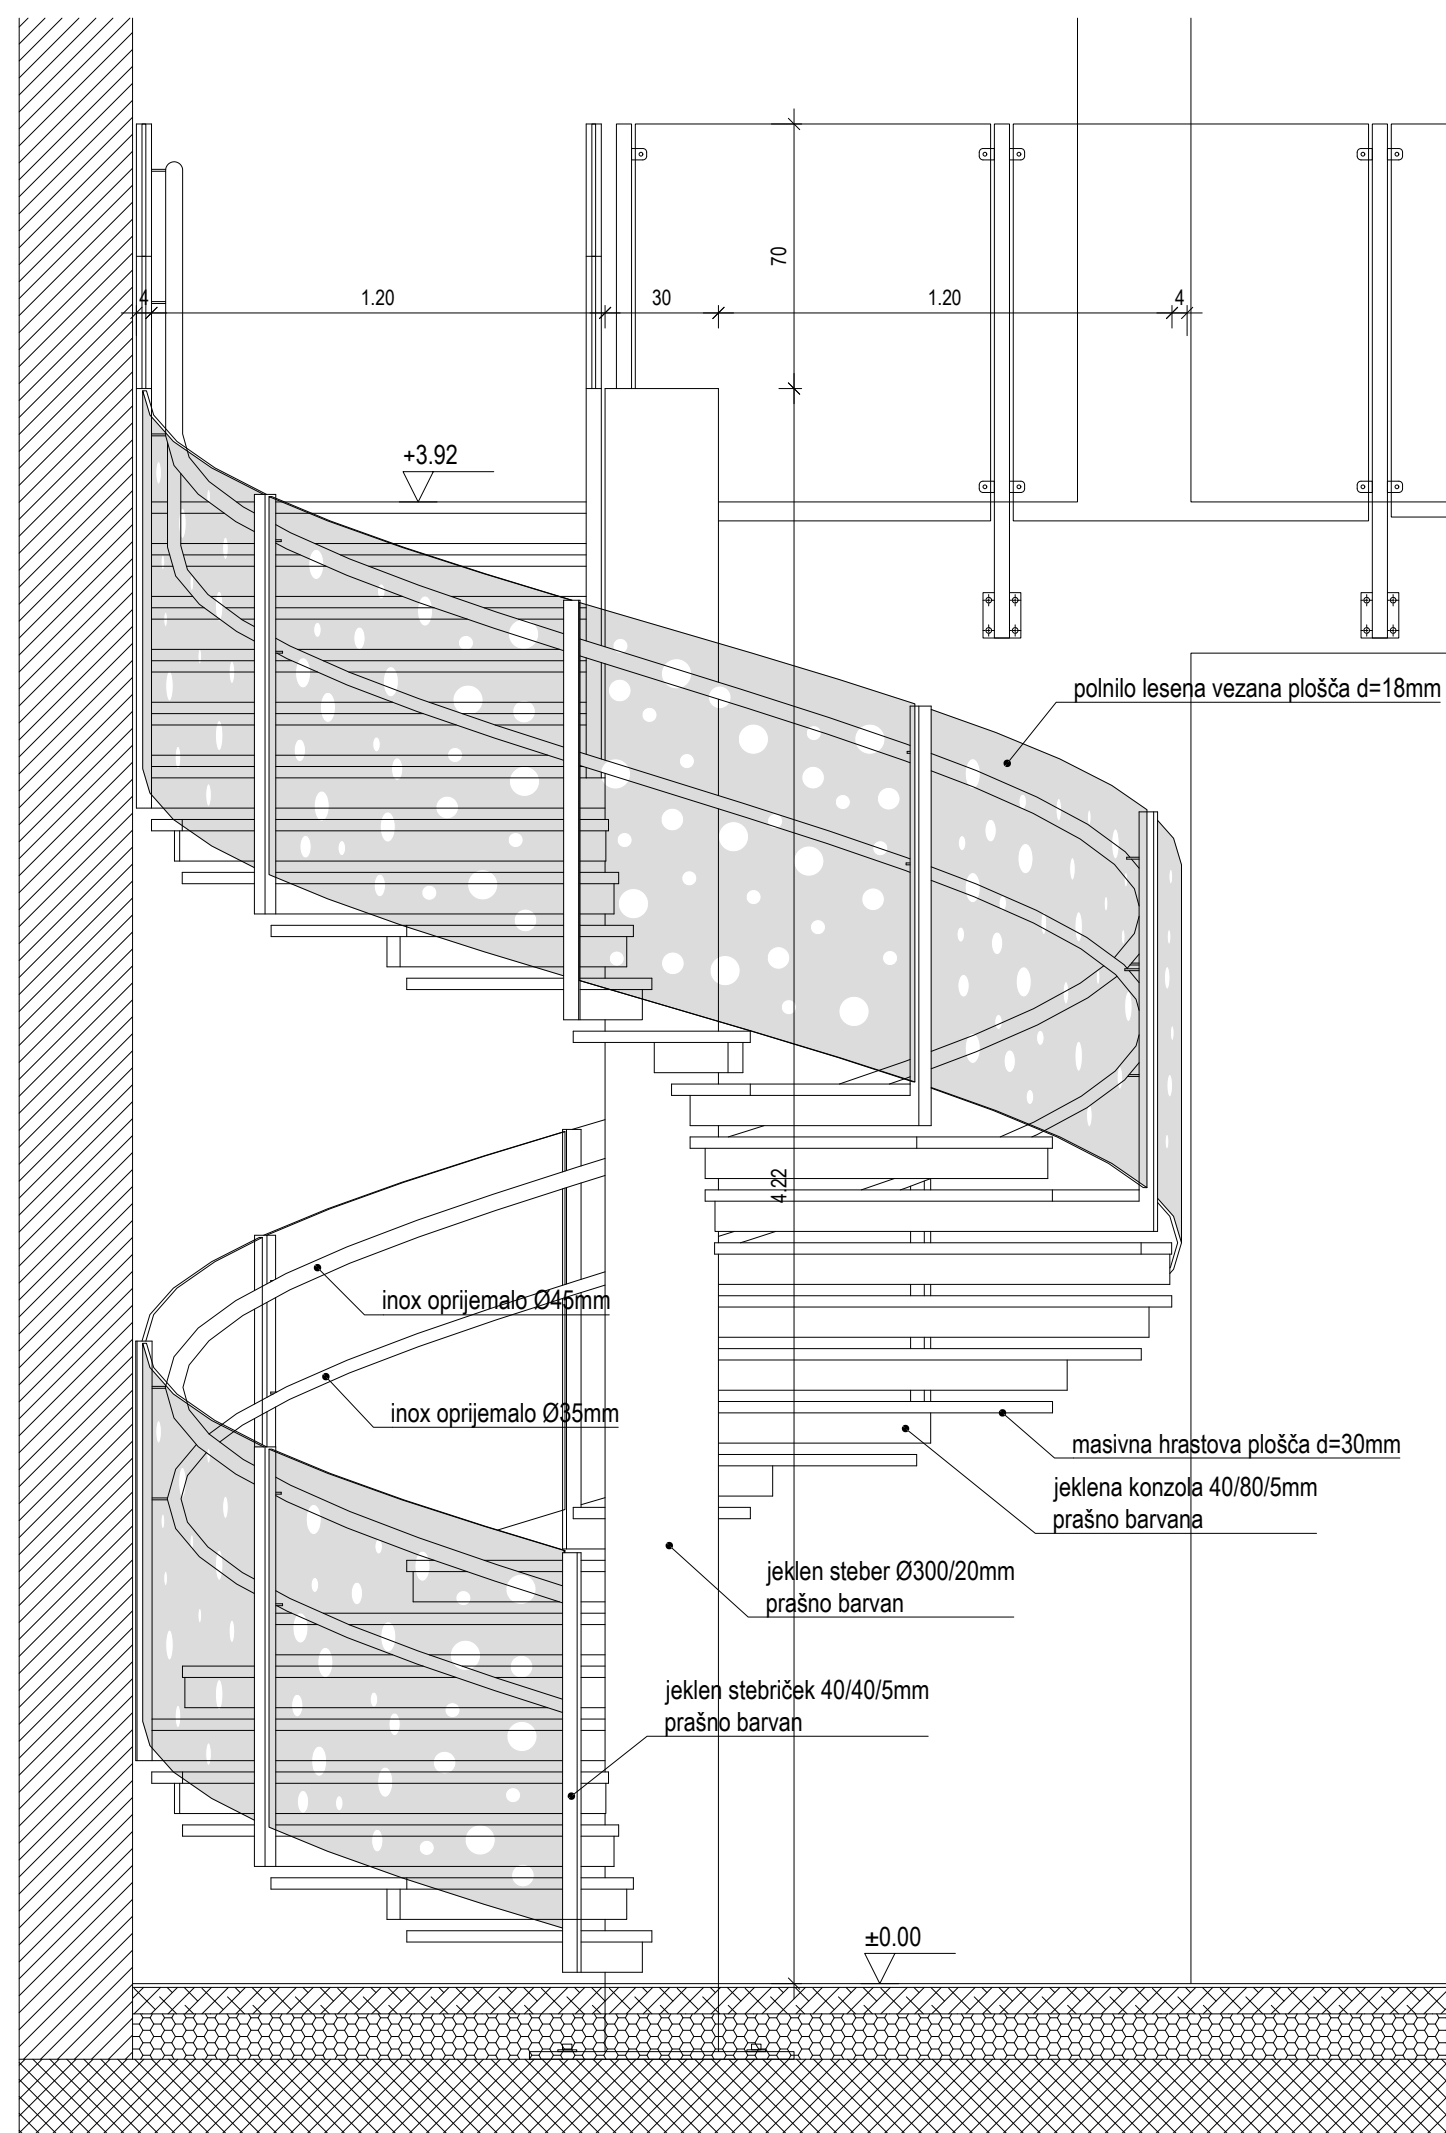 70
4 1.20 30 1.20 4
+3.92
polnilo lesena vezana plošča d=18mm
4.22
inox oprijemalo Ø45mm
inox oprijemalo Ø35mm
masivna hrastova plošča d=30mm
jeklena konzola 40/80/5mm
prašno barvana
jeklen steber Ø300/20mm
prašno barvan
jeklen stebriček 40/40/5mm
prašno barvan
±0.00